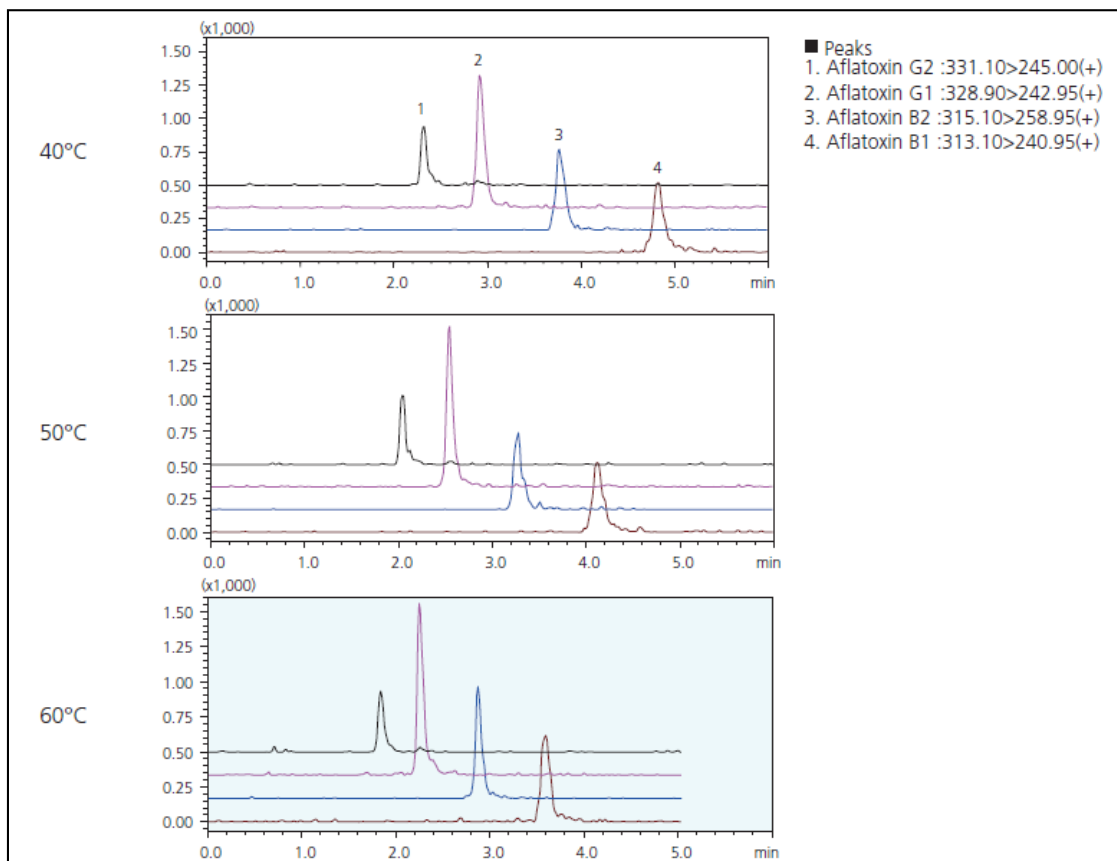 (x1,000)
1.50
1.25
1.00
0.75
0.50
0.25
0.00
40°C
1
2
3
4
0.0 1.0 2.0 3.0 4.0 5.0 min
■ Peaks
1. Aflatoxin G2 :331.10>245.00(+)
2. Aflatoxin G1 :328.90>242.95(+)
3. Aflatoxin B2 :315.10>258.95(+)
4. Aflatoxin B1 :313.10>240.95(+)
(x1,000)
1.50
1.25
1.00
0.75
0.50
0.25
0.00
50°C
0.0 1.0 2.0 3.0 4.0 5.0 min
(x1,000)
1.50
1.25
1.00
0.75
0.50
0.25
0.00
60°C
0.0 1.0 2.0 3.0 4.0 5.0 min